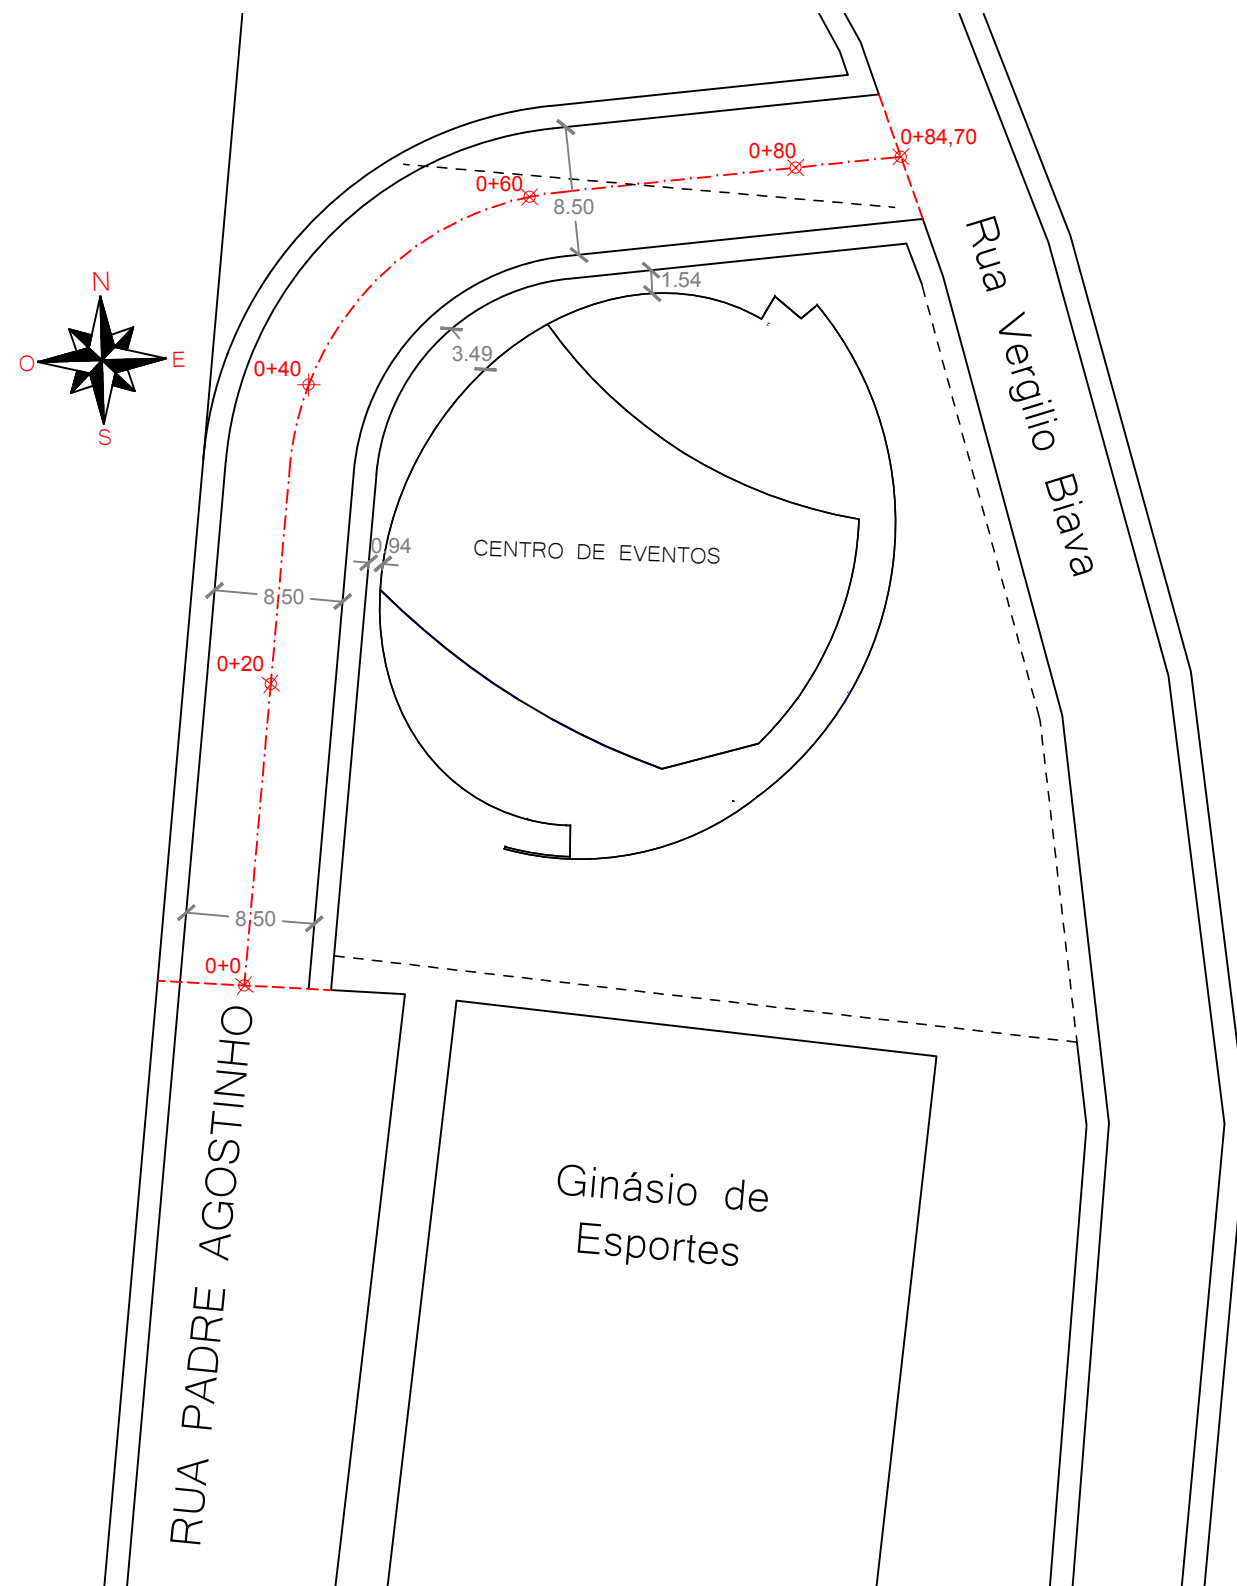 0+84,70
0+80
0+60
8.50
Rua Vergilio Biava
1.54
N
O
E
S
3.49
0+40
0.94
CENTRO DE EVENTOS
8.50
0+20
8.50
0+0
RUA PADRE AGOSTINHO
Ginásio de
Esportes